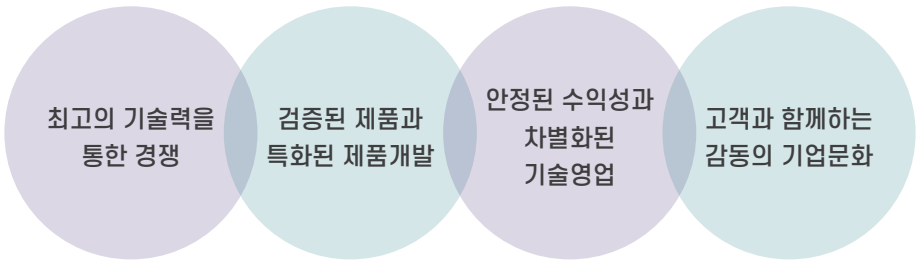 최고의 기술력을
통한 경쟁
검증된 제품과
특화된 제품개발
안정된 수익성과
차별화된
기술영업
고객과 함께하는
감동의 기업문화